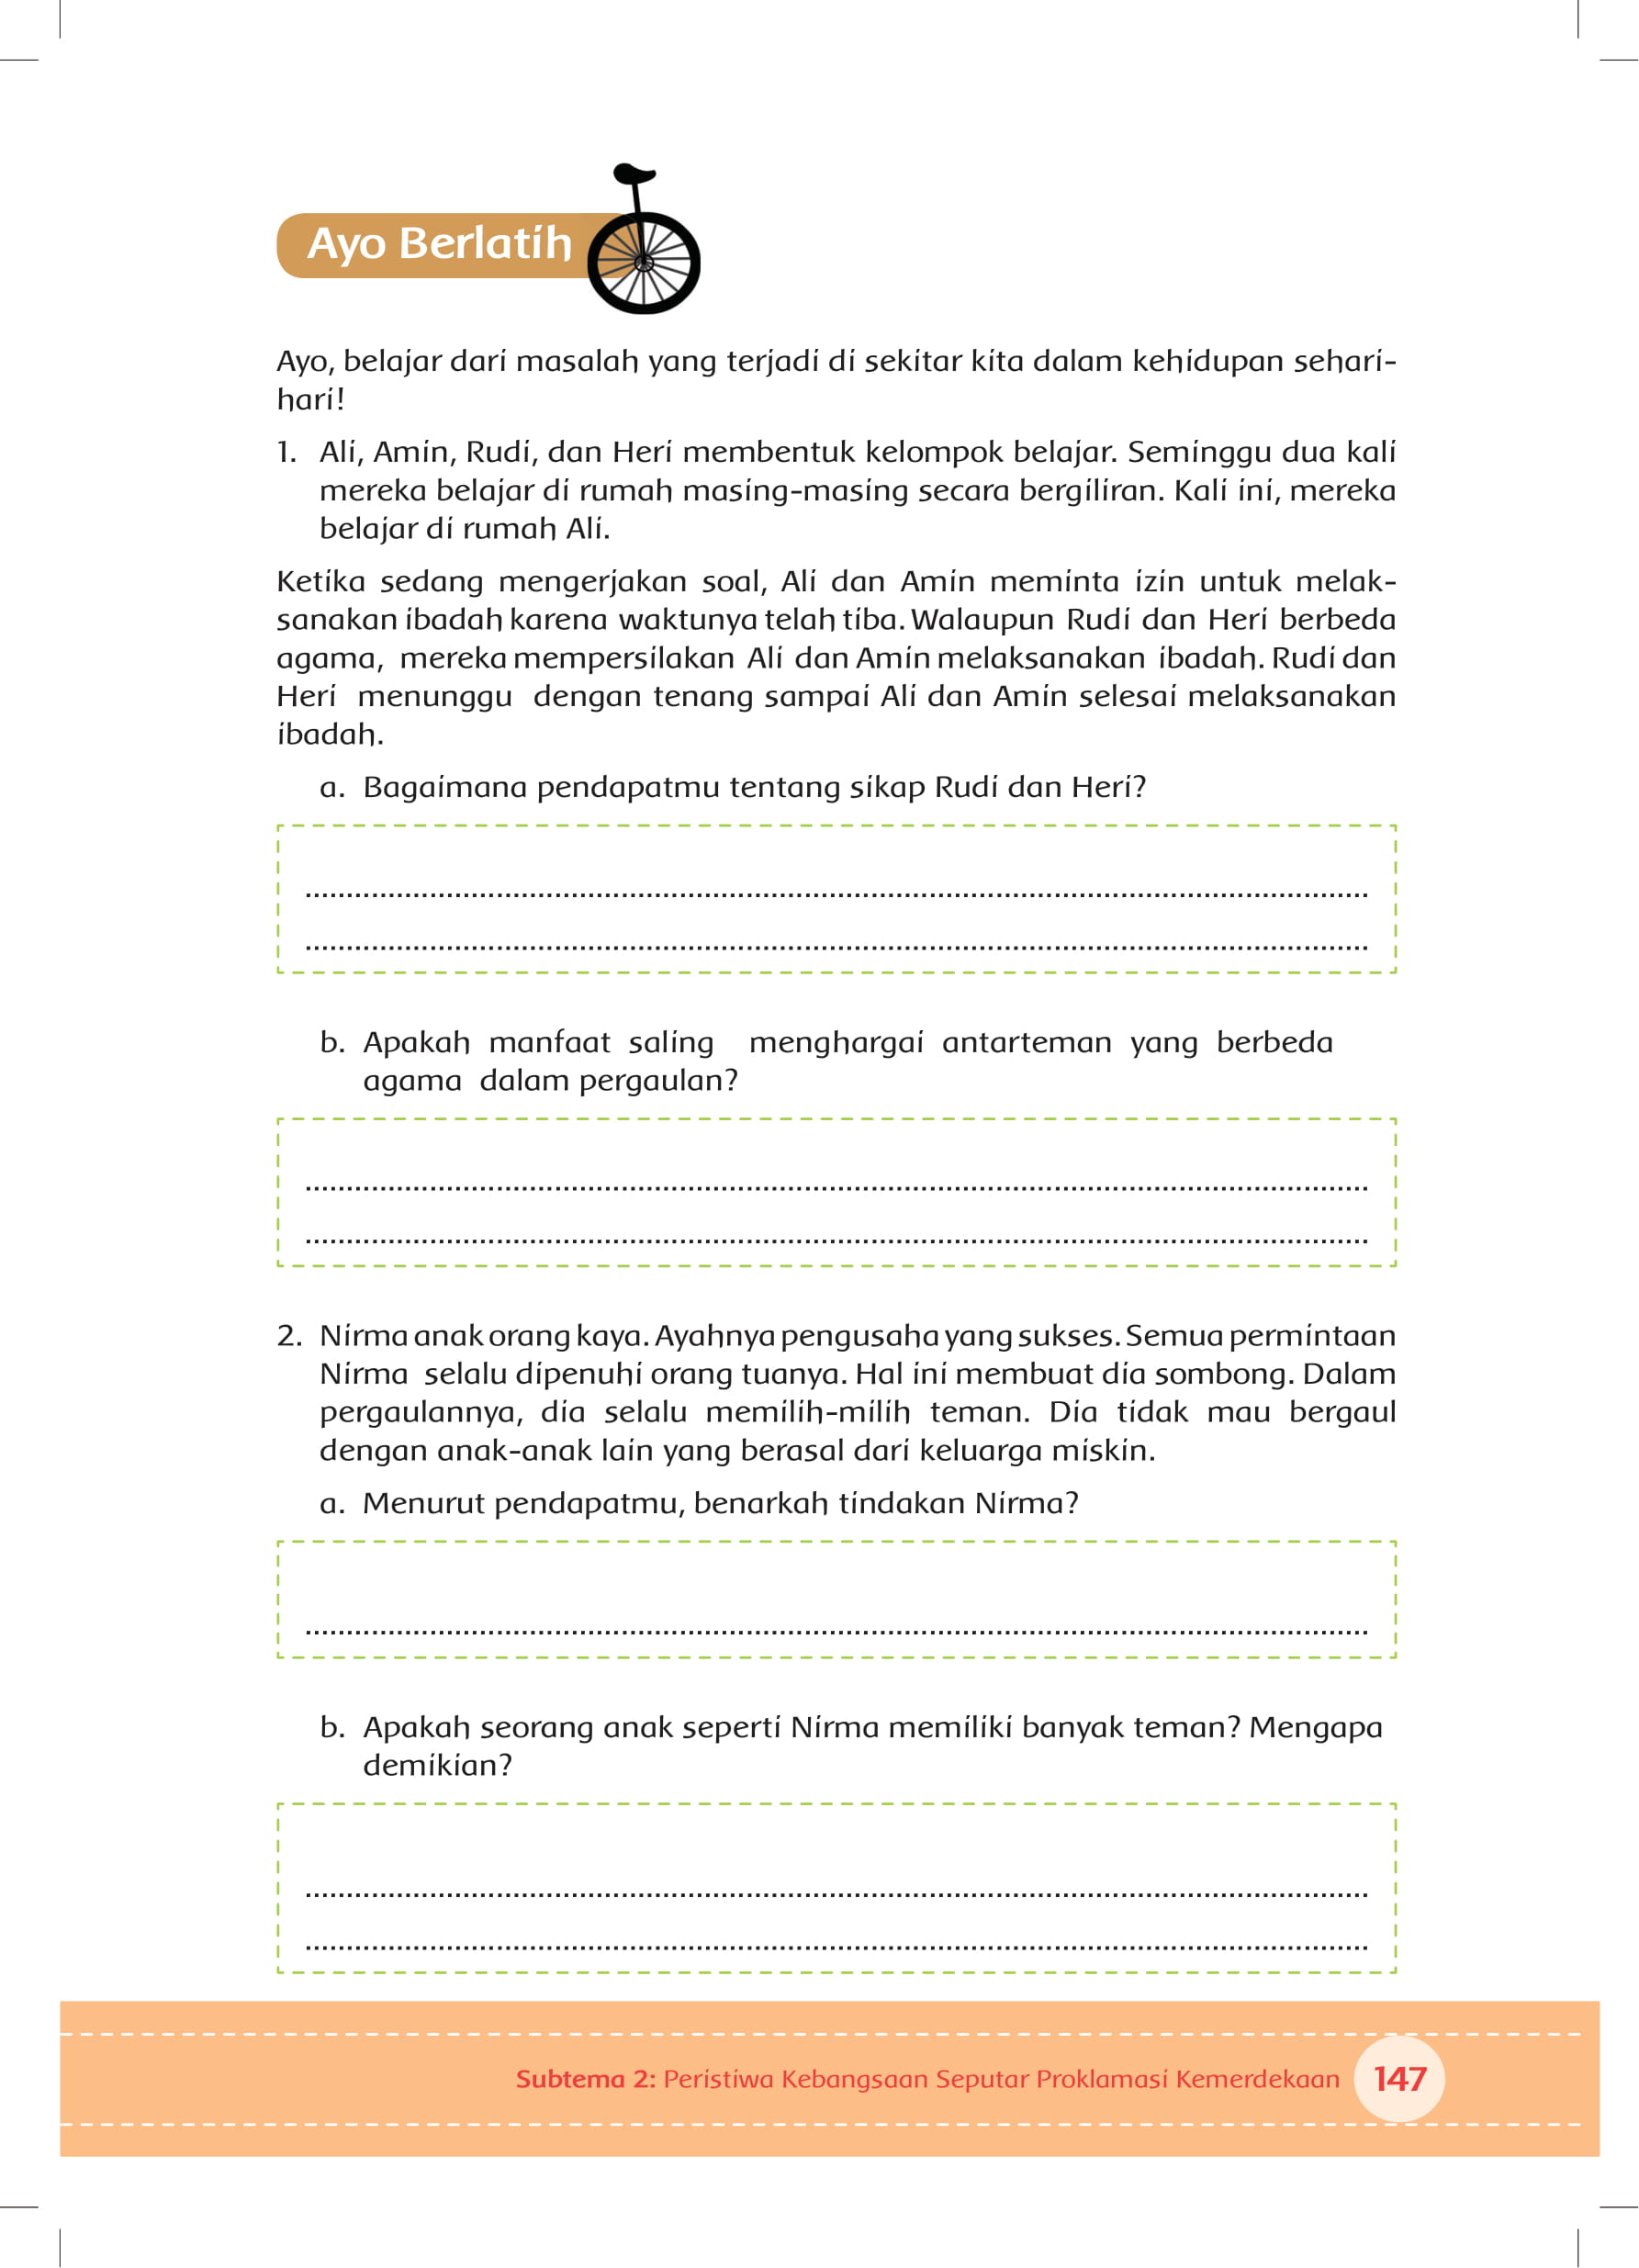 Ayo Berlatih
Ayo, belajar dari masalah yang terjadi di sekitar kita dalam kehidupan sehari-
hari!
1. Ali, Amin, Rudi, dan Heri membentuk kelompok belajar. Seminggu dua kali
mereka belajar di rumah masing-masing secara bergiliran. Kali ini, mereka
belajar di rumah Ali.
Ketika sedang mengerjakan soal, Ali dan Amin meminta izin untuk melak-
sanakan ibadah karena waktunya telah tiba. Walaupun Rudi dan Heri berbeda
agama, mereka mempersilakan Ali dan Amin melaksanakan ibadah. Rudi dan
Heri menunggu dengan tenang sampai Ali dan Amin selesai melaksanakan
ibadah.
a. Bagaimana pendapatmu tentang sikap Rudi dan Heri?
b. Apakah manfaat saling menghargai antarteman yang berbeda
agama dalam pergaulan?
2. Nirma anak orang kaya. Ayahnya pengusaha yang sukses. Semua permintaan
Nirma selalu dipenuhi orang tuanya. Hal ini membuat dia sombong. Dalam
pergaulannya, dia selalu memilih-milih teman. Dia tidak mau bergaul
dengan anak-anak lain yang berasal dari keluarga miskin.
a. Menurut pendapatmu, benarkah tindakan Nirma?
b. Apakah seorang anak seperti Nirma memiliki banyak teman? Mengapa
demikian?
Subtema 2: Peristiwa Kebangsaan Seputar Proklamasi Kemerdekaan 147